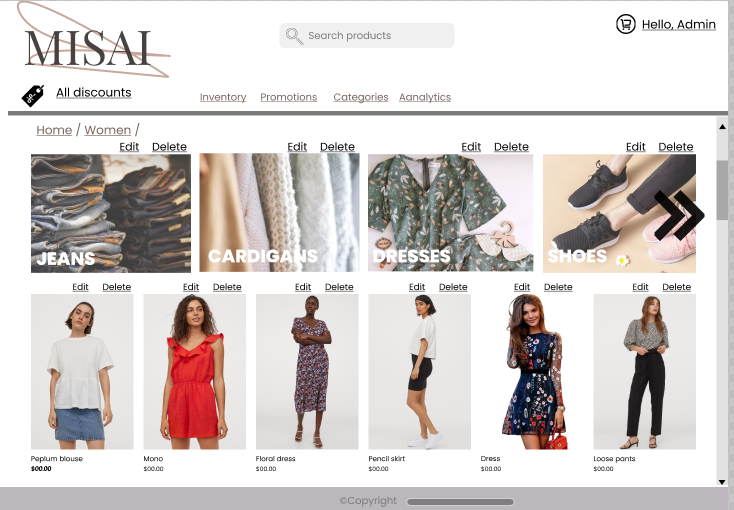 MISAI
Search products
Hello, Admin
All discounts
Inventory Promotions Categories Aanalytics
Home / Women /
Edit Delete Edit Delete Edit Delete Edit Delete
JEANS CARDIGANS DRESSES SHOES
Edit Delete Edit Delete Edit Delete Edit Delete Edit Delete Edit Delete
Peplum blouse Mono Floral dress Pencil skirt Dress Loose pants
$00.00 $00.00 $00.00 $00.00 $00.00 $00.00
©Copyright